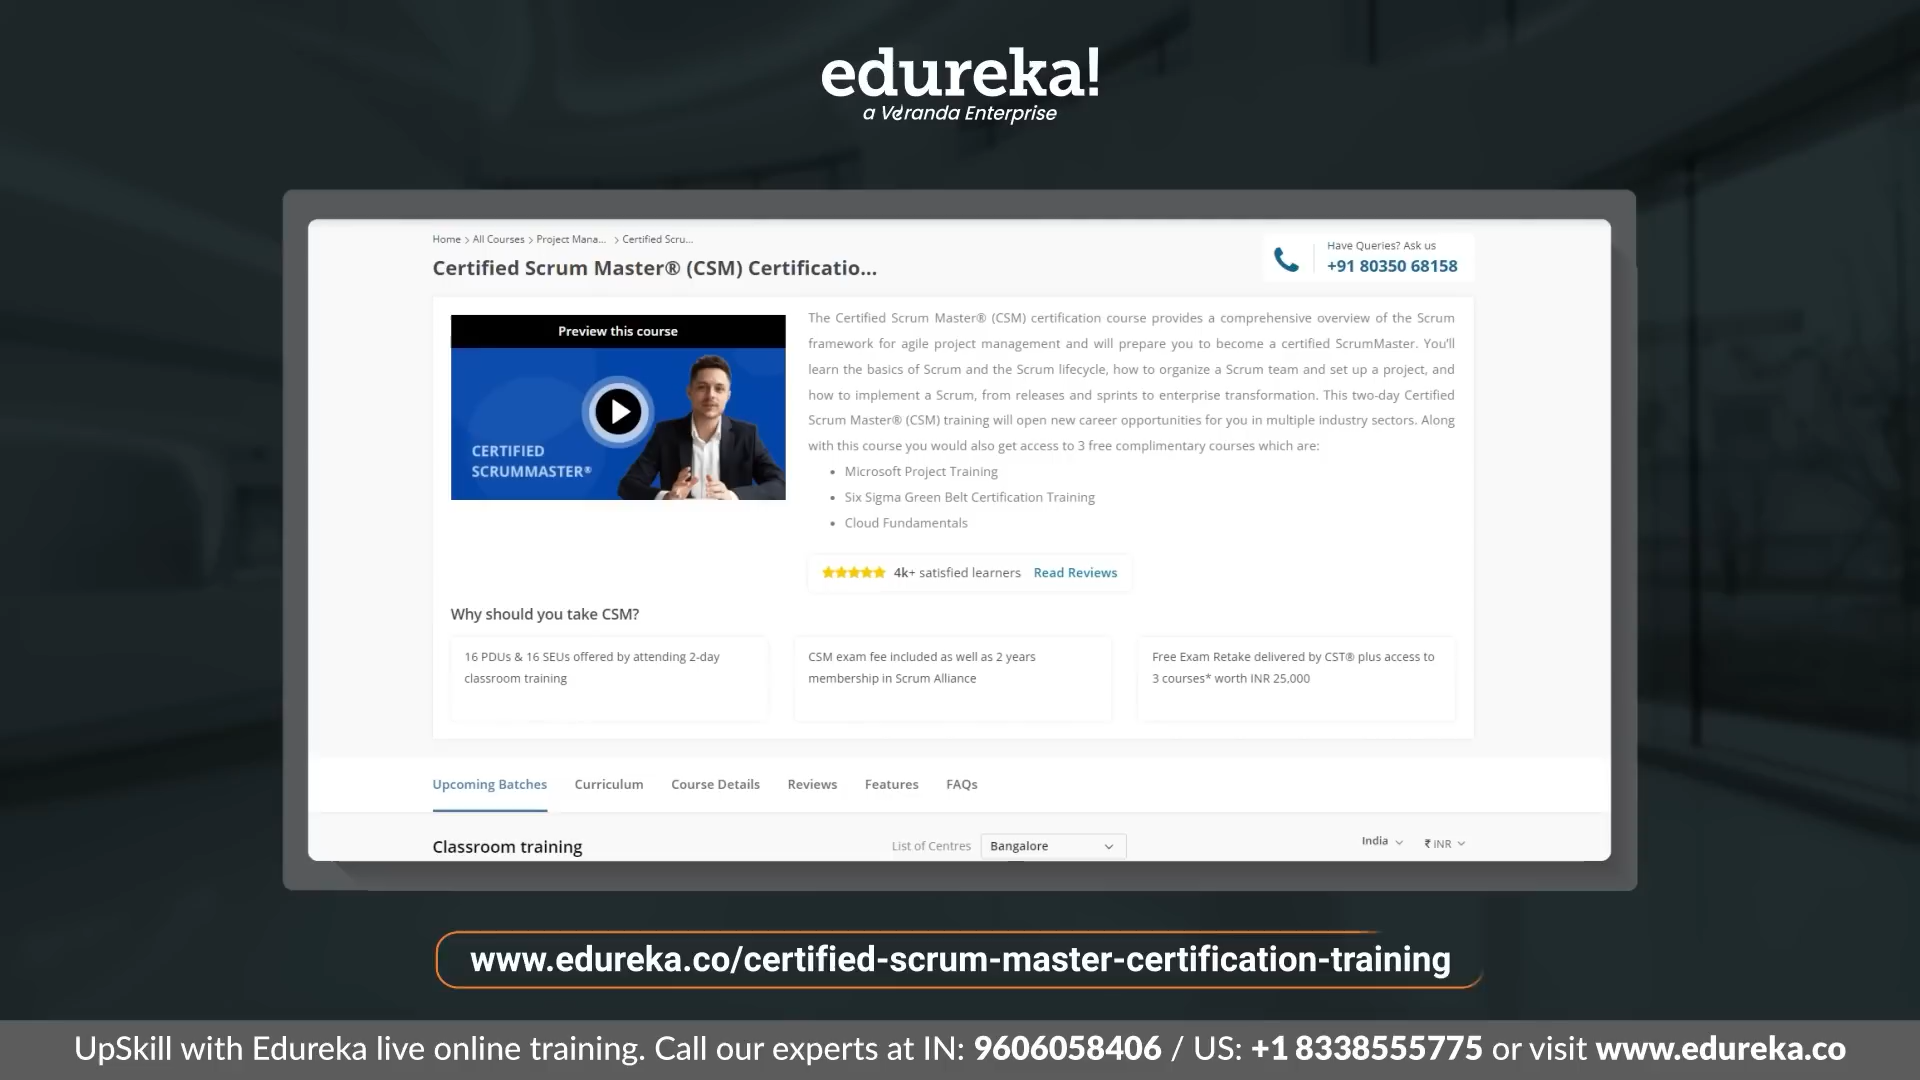 edureka!
a Veranda Enterprise
Home > All Courses > Project Mana... > Certified Scru...
Certified Scrum Master® (CSM) Certificatio...
Have Queries? Ask us
+91 80350 68158
Preview this course
CERTIFIED
SCRUMMASTER®
The Certified Scrum Master® (CSM) certification course provides a comprehensive overview of the Scrum
framework for agile project management and will prepare you to become a certified ScrumMaster. You'll
learn the basics of Scrum and the Scrum lifecycle, how to organize a Scrum team and set up a project, and
how to implement a Scrum, from releases and sprints to enterprise transformation. This two-day Certified
Scrum Master® (CSM) training will open new career opportunities for you in multiple industry sectors. Along
with this course you would also get access to 3 free complimentary courses which are:
• Microsoft Project Training
• Six Sigma Green Belt Certification Training
• Cloud Fundamentals
4k+ satisfied learners Read Reviews
Why should you take CSM?
16 PDUs & 16 SEUs offered by attending 2-day
classroom training
CSM exam fee included as well as 2 years
membership in Scrum Alliance
Free Exam Retake delivered by CST® plus access to
3 courses* worth INR 25,000
Upcoming Batches Curriculum Course Details Reviews Features FAQs
Classroom training List of Centres Bangalore India ₹ INR
www.edureka.co/certified-scrum-master-certification-training
UpSkill with Edureka live online training. Call our experts at IN: 9606058406 / US: +1 8338555775 or visit www.edureka.co